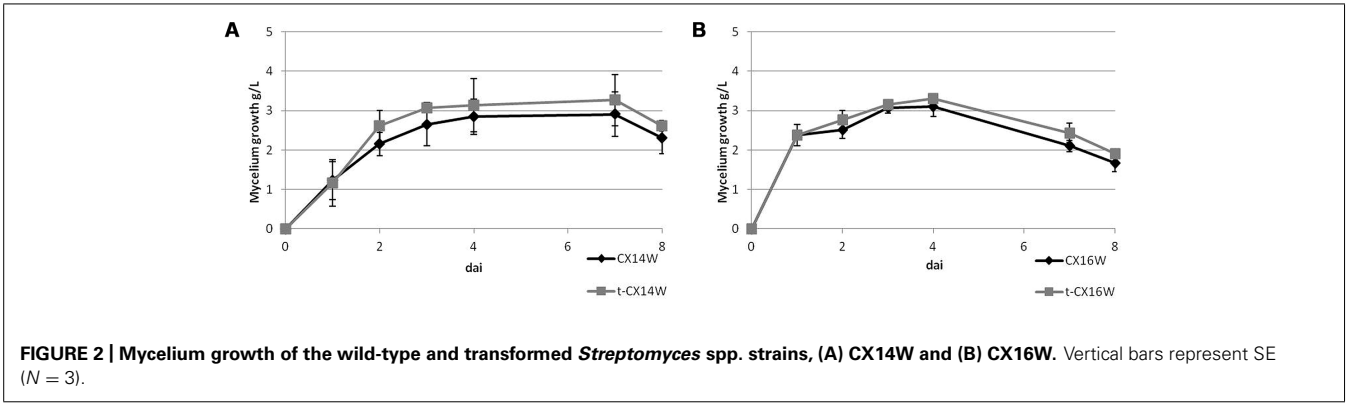 A
B
5
4
3
2
1
0
Mycelium growth g/L
0
2
4
6
8
dai
CX14W
t-CX14W
5
4
3
2
1
0
Mycelium growth g/L
0
2
4
6
8
dai
CX16W
t-CX16W
FIGURE 2 | Mycelium growth of the wild-type and transformed Streptomyces spp. strains, (A) CX14W and (B) CX16W. Vertical bars represent SE
(N = 3).